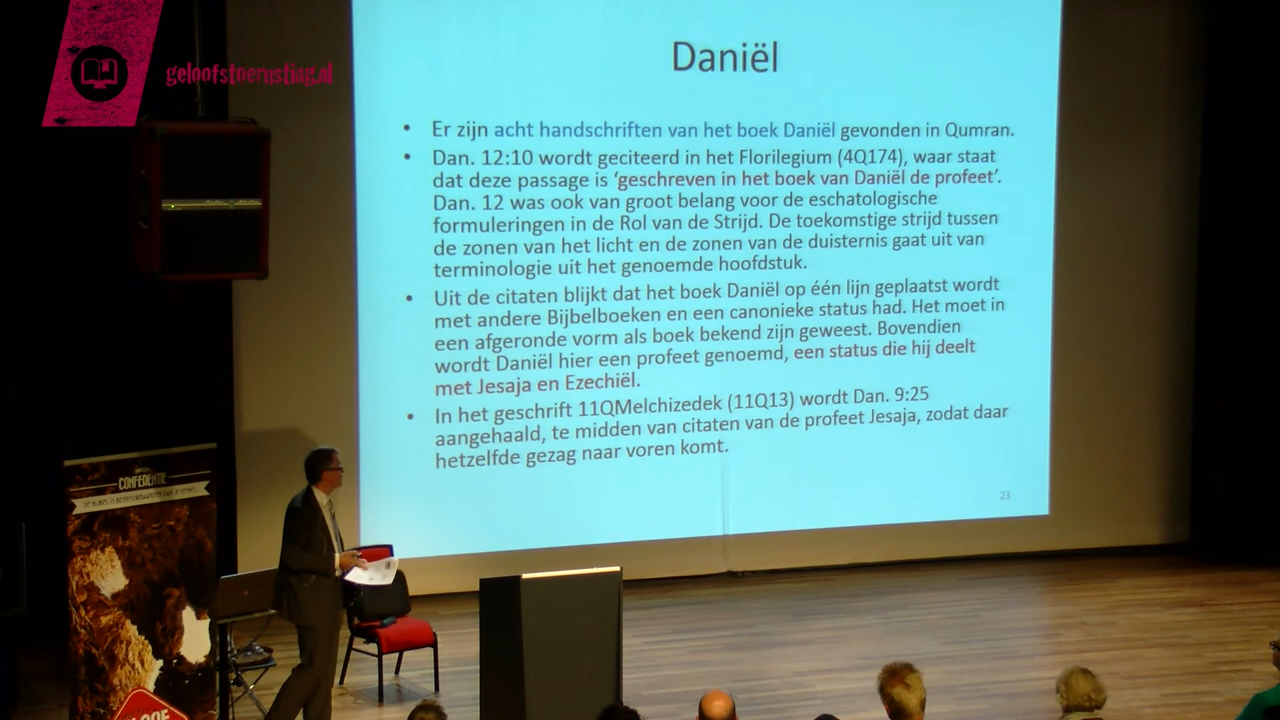 geloofstoerusting.nl
Daniël
• Er zijn acht handschriften van het boek Daniël gevonden in Qumran.
• Dan. 12:10 wordt geciteerd in het Florilegium (4Q174), waar staat
dat deze passage is ‘geschreven in het boek van Daniël de profeet’.
Dan. 12 was ook van groot belang voor de eschatologische
formuleringen in de Rol van de Strijd. De toekomstige strijd tussen
de zonen van het licht en de zonen van de duisternis gaat uit van
terminologie uit het genoemde hoofdstuk.
• Uit de citaten blijkt dat het boek Daniël op één lijn geplaatst wordt
met andere Bijbelboeken en een canonieke status had. Het moet in
een afgeronde vorm als boek bekend zijn geweest. Bovendien
wordt Daniël hier een profeet genoemd, een status die hij deelt
met Jesaja en Ezechiël.
• In het geschrift 11QMelchizedek (11Q13) wordt Dan. 9:25
aangehaald, te midden van citaten van de profeet Jesaja, zodat daar
hetzelfde gezag naar voren komt.
23
CONFERENTIE